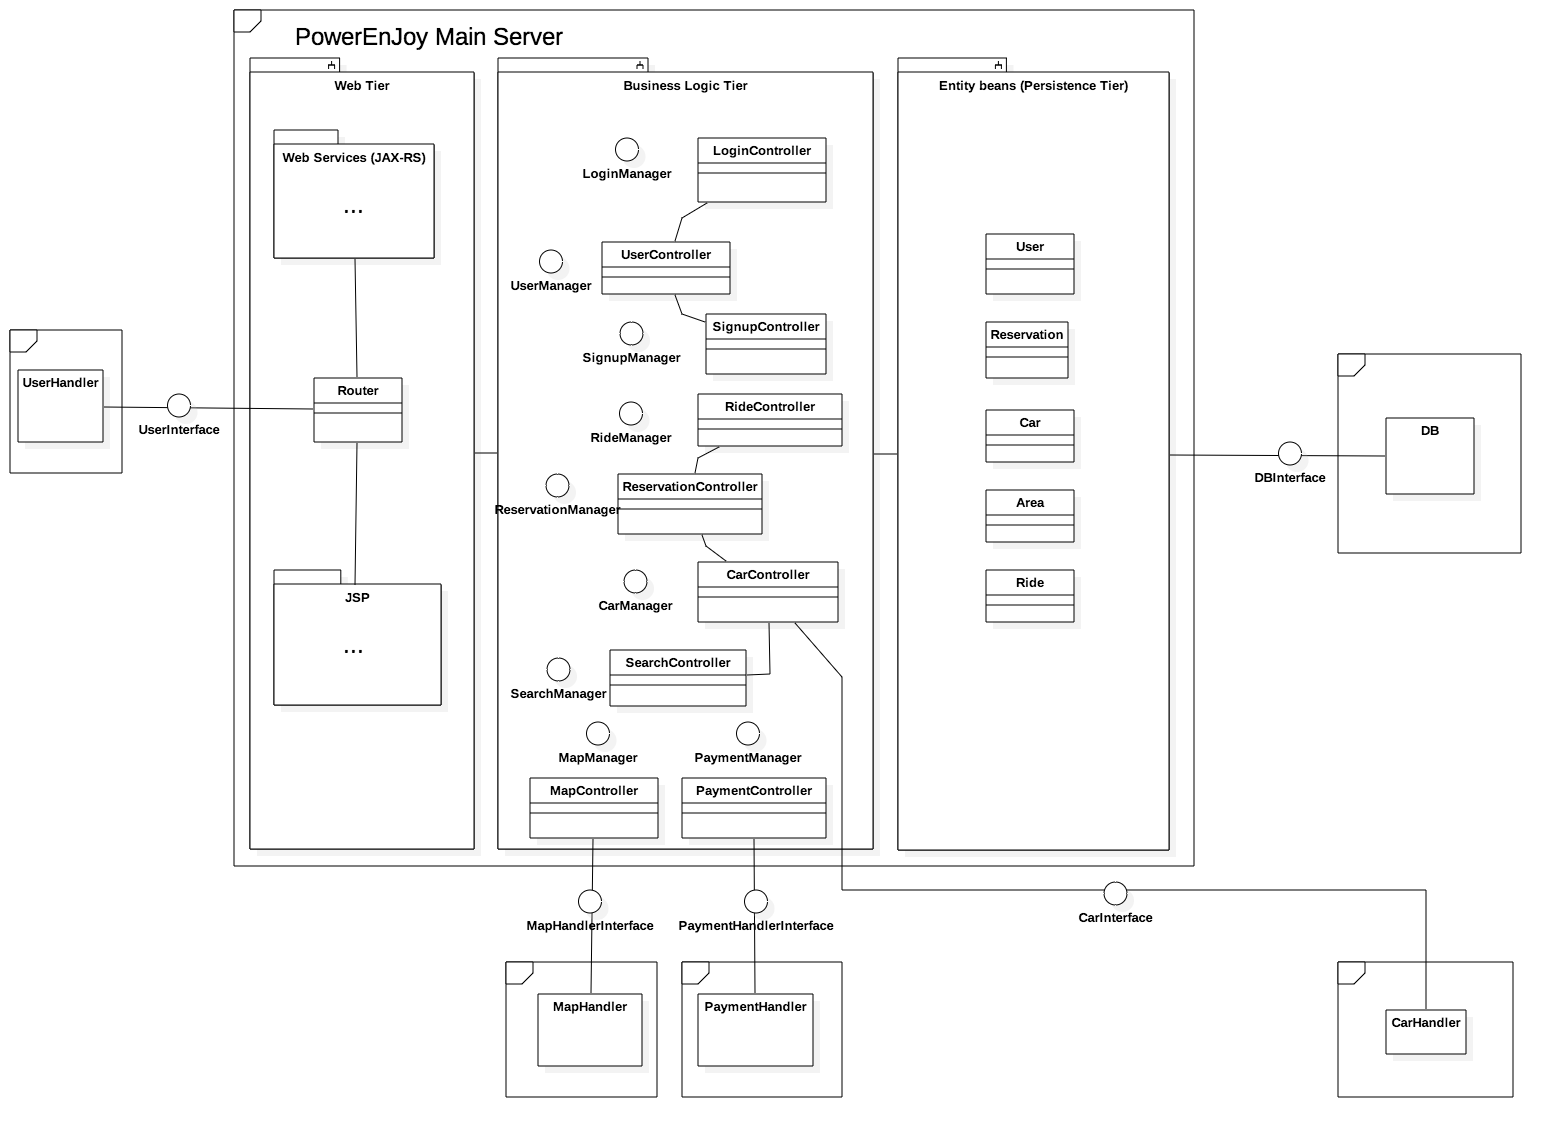 PowerEnJoy Main Server
Web Tier
Business Logic Tier
Entity beans (Persistence Tier)
Web Services (JAX-RS)
...
Router
JSP
...
UserHandler
UserInterface
LoginManager
LoginController
UserManager
UserController
SignupManager
SignupController
RideManager
RideController
ReservationManager
ReservationController
CarManager
CarController
SearchManager
SearchController
MapManager
PaymentManager
MapController
PaymentController
User
Reservation
Car
Area
Ride
DBInterface
DB
MapHandlerInterface
PaymentHandlerInterface
CarInterface
MapHandler
PaymentHandler
CarHandler